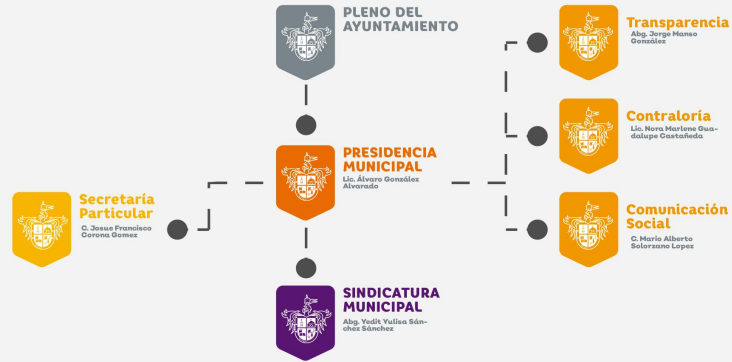 PLENO DEL
AYUNTAMIENTO
Transparencia
Abg. Jorge Manso
González
Contraloría
Lic. Nora Marlene Gua-
dalupe Castañeda
PRESIDENCIA
MUNICIPAL
Lic. Álvaro González
Alvarado
Secretaría
Particular
C. Josue Francisco
Corona Gomez
Comunicación
Social
C. Mario Alberto
Solorzano Lopez
SINDICATURA
MUNICIPAL
Abg. Yedit Yulisa Sán-
chez Sánchez